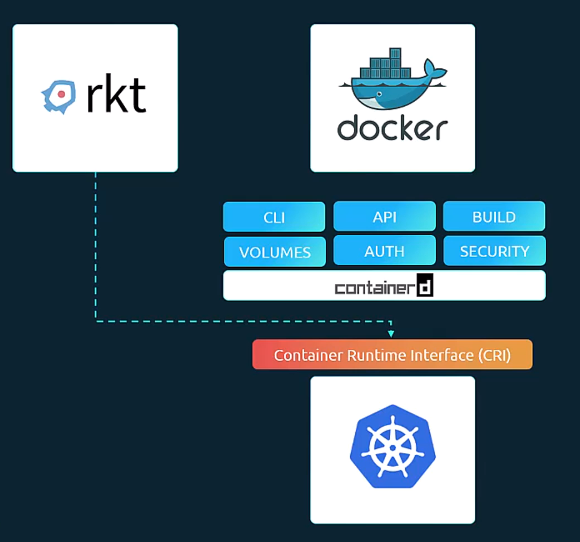 rkt
docker
CLI
API
BUILD
VOLUMES
AUTH
SECURITY
containerd
Container Runtime Interface (CRI)